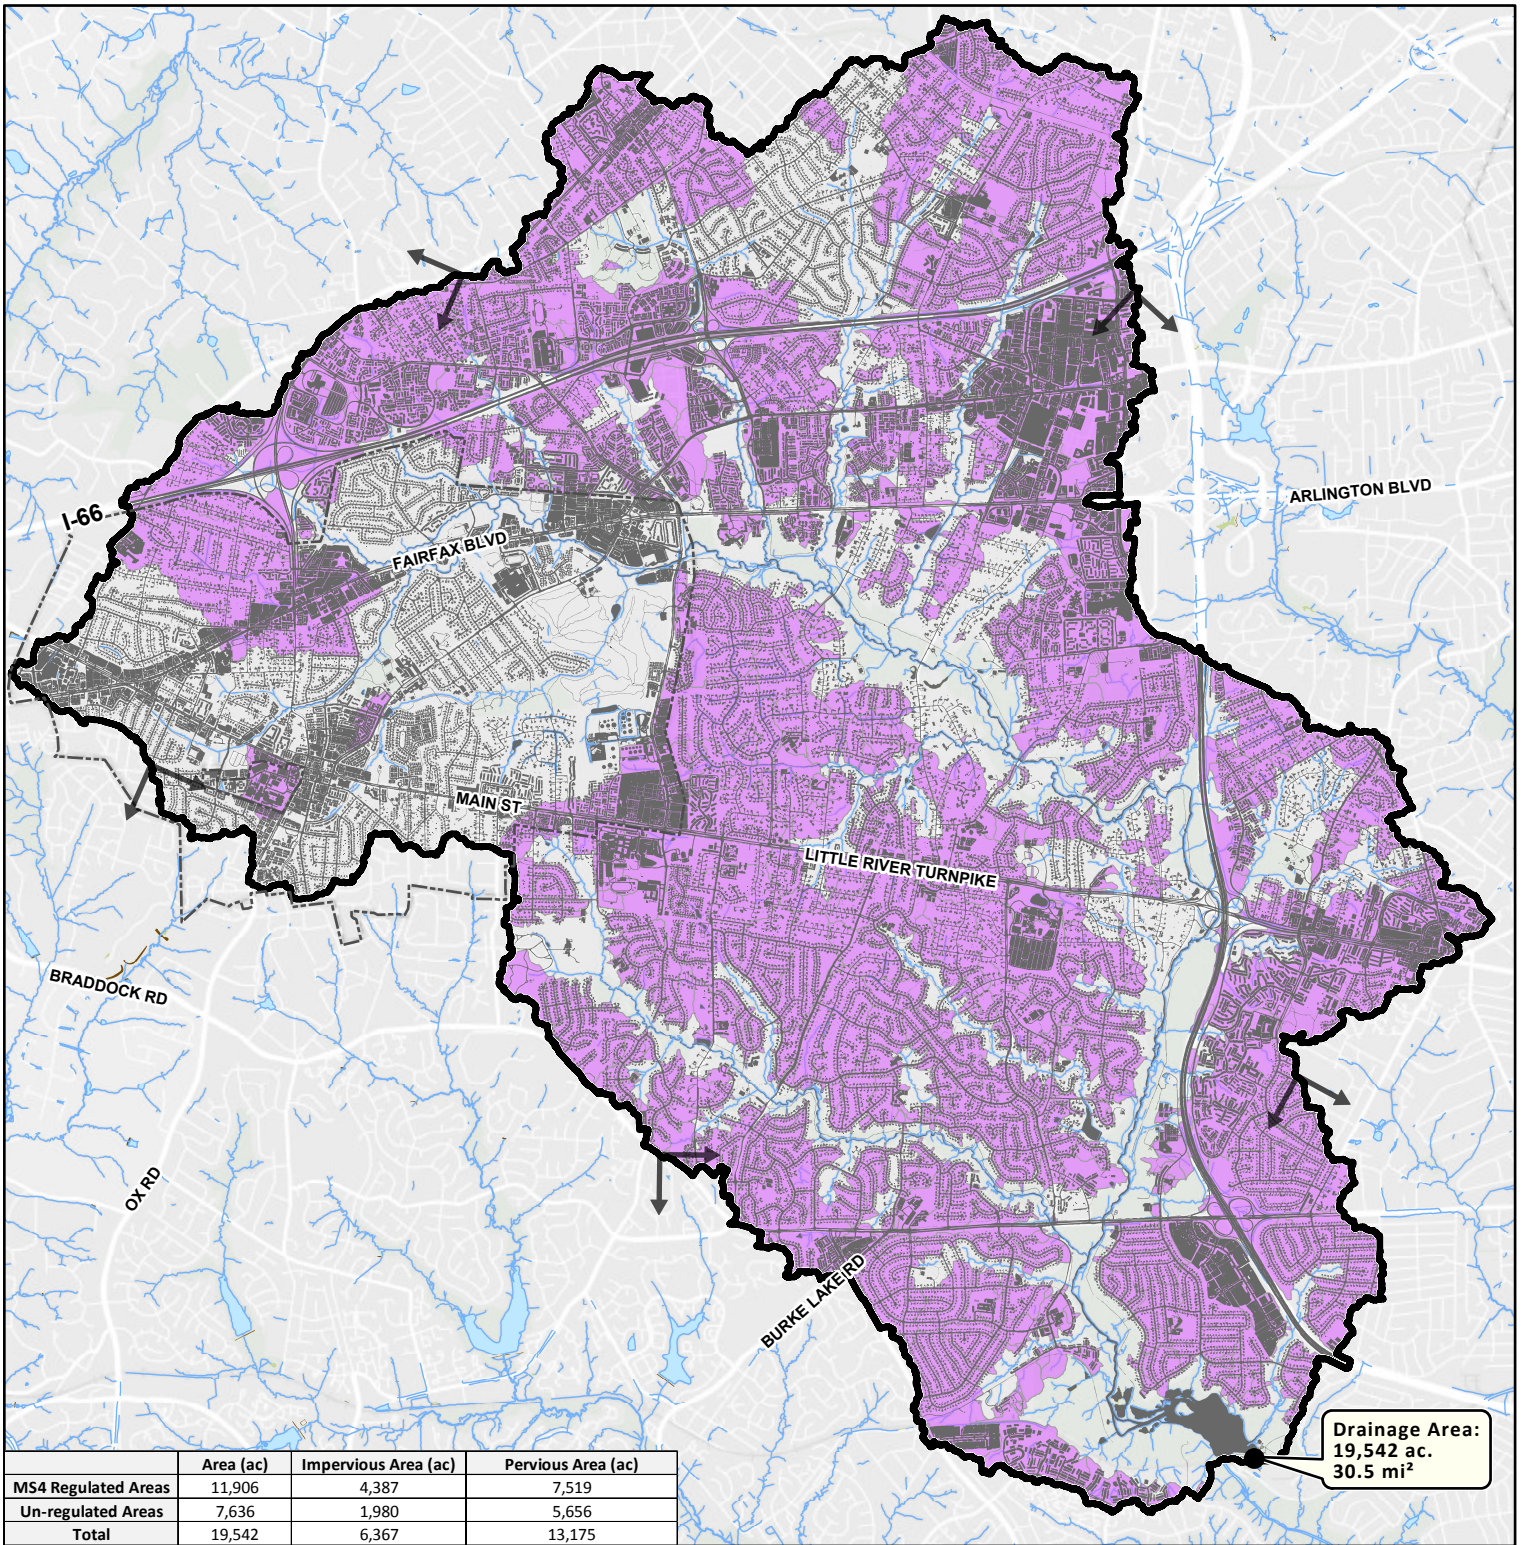 I-66
FAIRFAX BLVD
ARLINGTON BLVD
MAIN ST
LITTLE RIVER TURNPIKE
BRADDOCK RD
OX RD
BURKE LAKE RD
Drainage Area:
19,542 ac.
30.5 mi²
Area (ac) Impervious Area (ac) Pervious Area (ac)
MS4 Regulated Areas 11,906 4,387 7,519
Un-regulated Areas 7,636 1,980 5,656
Total 19,542 6,367 13,175